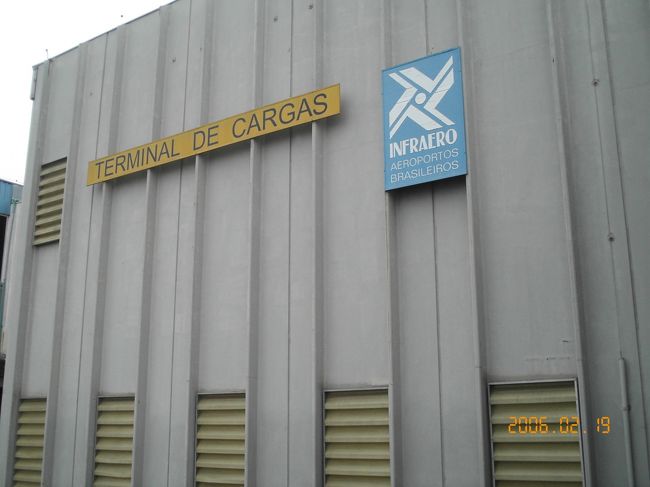 TERMINAL DE CARGAS
INFRAERO
AEROPORTOS
BRASILEIROS
2006.02.19